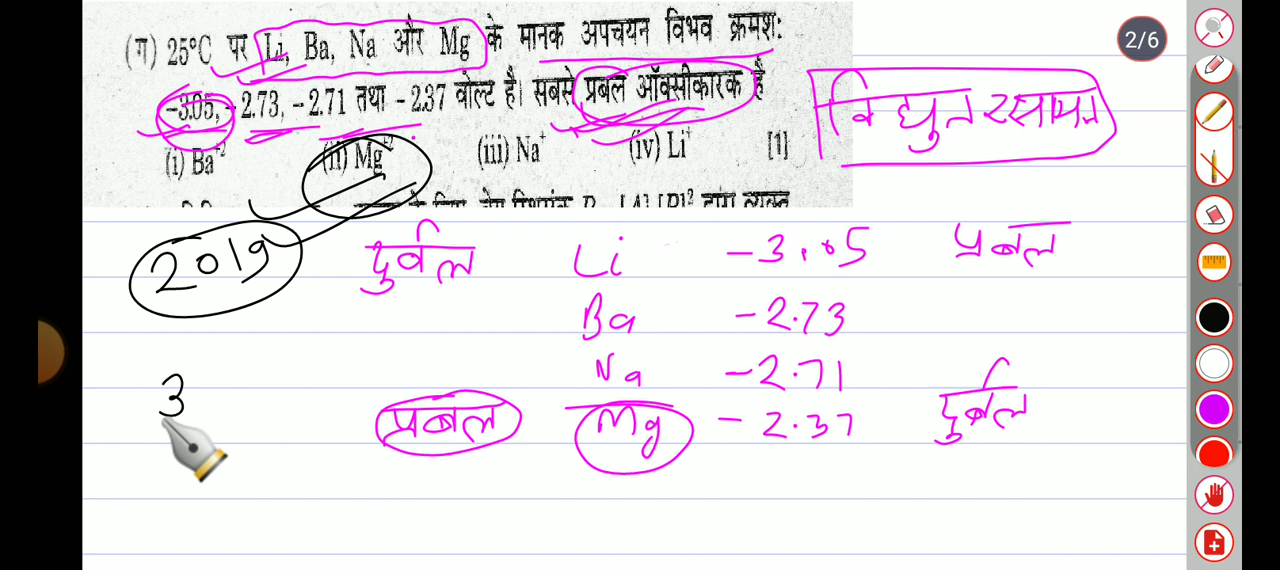 (ग) 25°C पर Li, Ba, Na और Mg के मानक अपचयन विभव क्रमश:
-3.05, -2.73, -2.71 तथा -2.37 वोल्ट है। सबसे प्रबल ऑक्सीकारक है
(i) Ba⁺² (ii) Mg⁺² (iii) Na⁺ (iv) Li⁺ [1]
2/6
विद्युत रसायन
2019
दुर्बल Li -3.05 प्रबल
Ba -2.73
Na -2.71
प्रबल Mg -2.37 दुर्बल
3